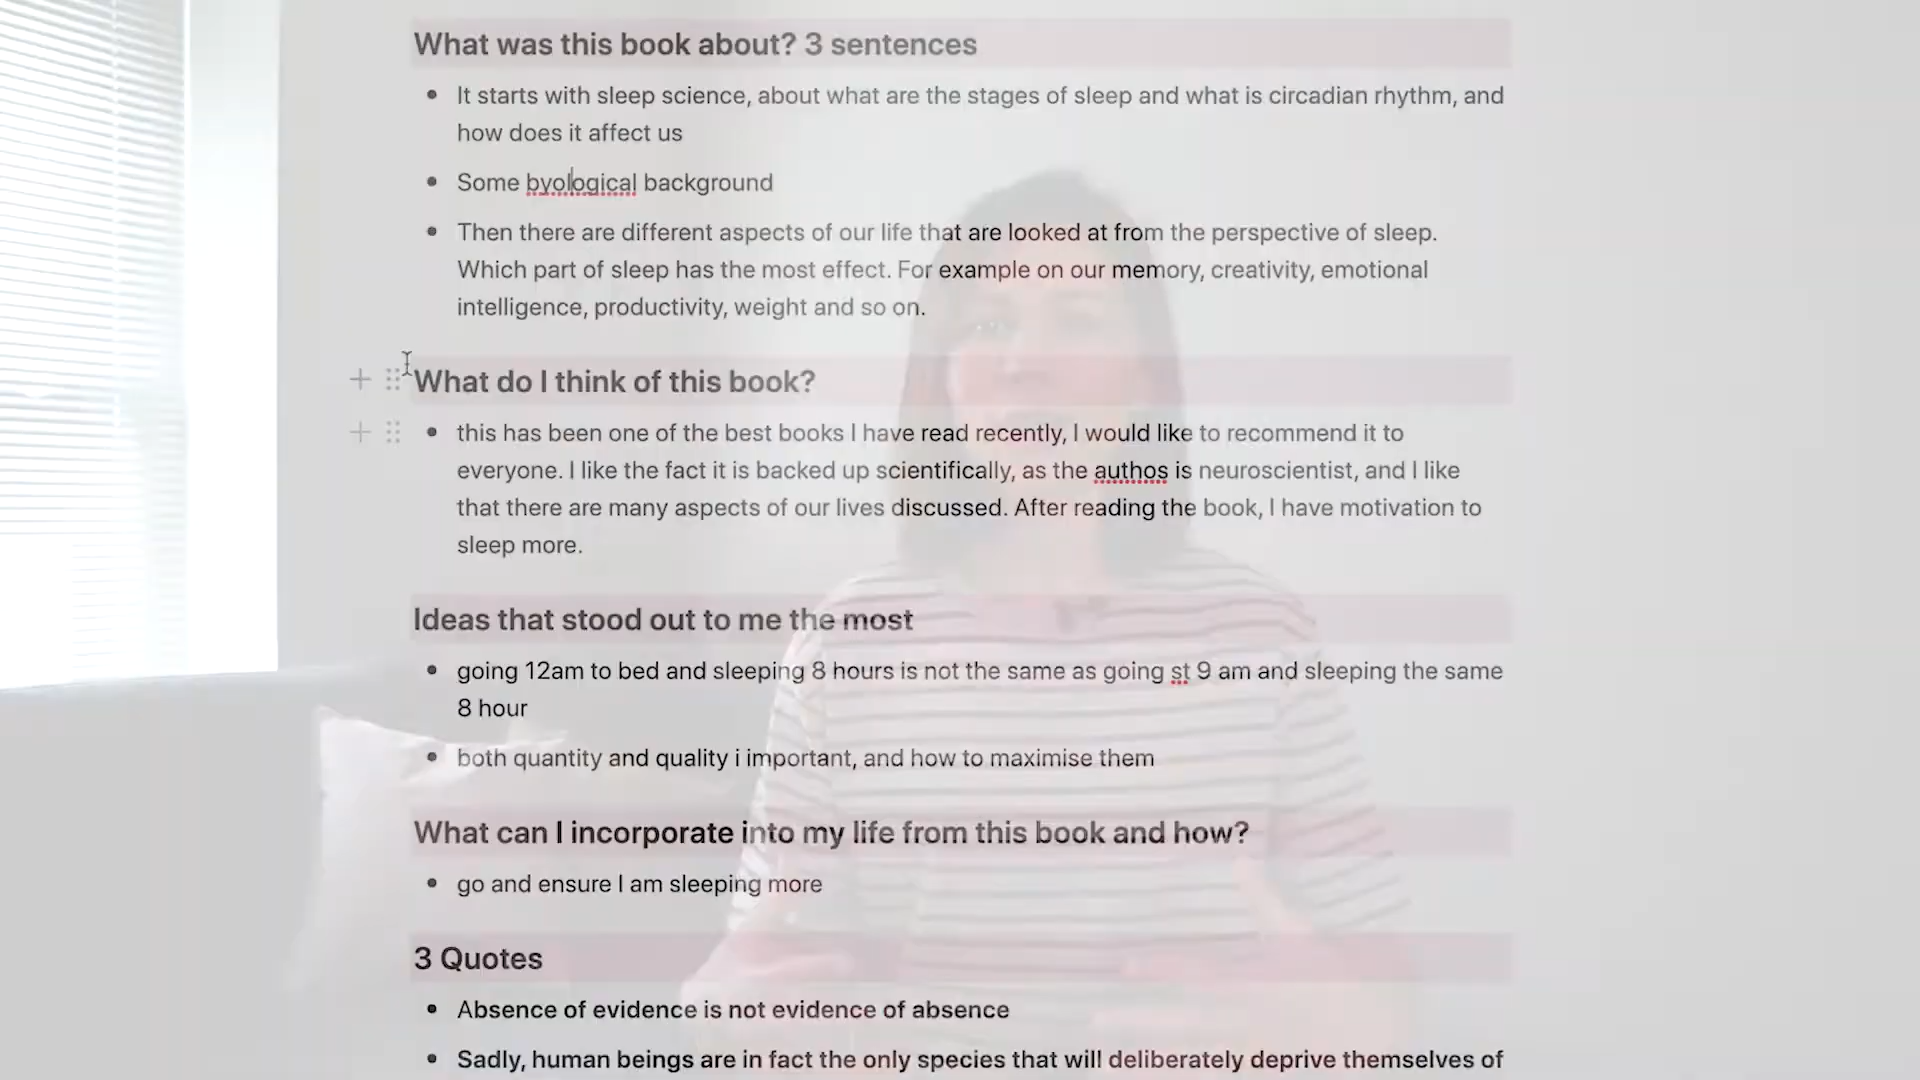 What was this book about? 3 sentences
It starts with sleep science, about what are the stages of sleep and what is circadian rhythm, and
how does it affect us
Some byological background
Then there are different aspects of our life that are looked at from the perspective of sleep.
Which part of sleep has the most effect. For example on our memory, creativity, emotional
intelligence, productivity, weight and so on.
What do I think of this book?
this has been one of the best books I have read recently, I would like to recommend it to
everyone. I like the fact it is backed up scientifically, as the authos is neuroscientist, and I like
that there are many aspects of our lives discussed. After reading the book, I have motivation to
sleep more.
Ideas that stood out to me the most
going 12am to bed and sleeping 8 hours is not the same as going st 9 am and sleeping the same
8 hour
both quantity and quality i important, and how to maximise them
What can I incorporate into my life from this book and how?
go and ensure I am sleeping more
3 Quotes
Absence of evidence is not evidence of absence
Sadly, human beings are in fact the only species that will deliberately deprive themselves of